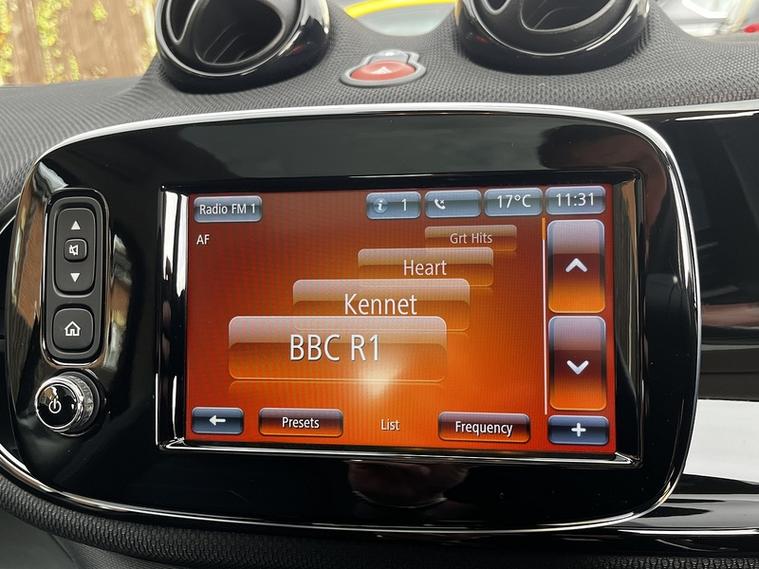 Radio FM 1
i 1
17°C
11:31
AF
Grt Hits
Heart
Kennet
BBC R1
Presets
List
Frequency